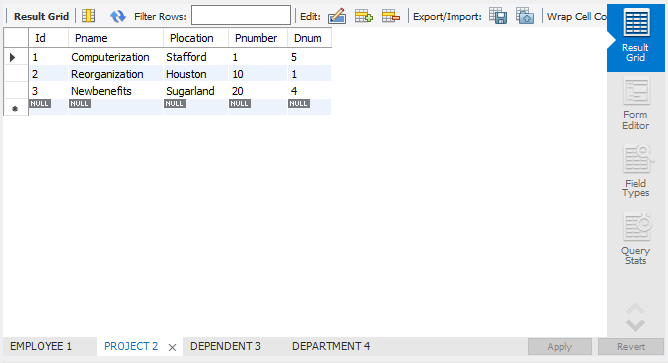 Result Grid Filter Rows: Edit: Export/Import: Wrap Cell Co
Id Pname Plocation Pnumber Dnum
1 Computerization Stafford 1 5
2 Reorganization Houston 10 1
3 Newbenefits Sugarland 20 4
NULL NULL NULL NULL NULL
Result
Grid
Form
Editor
Field
Types
Query
Stats
EMPLOYEE 1 PROJECT 2 DEPENDENT 3 DEPARTMENT 4 Apply Revert